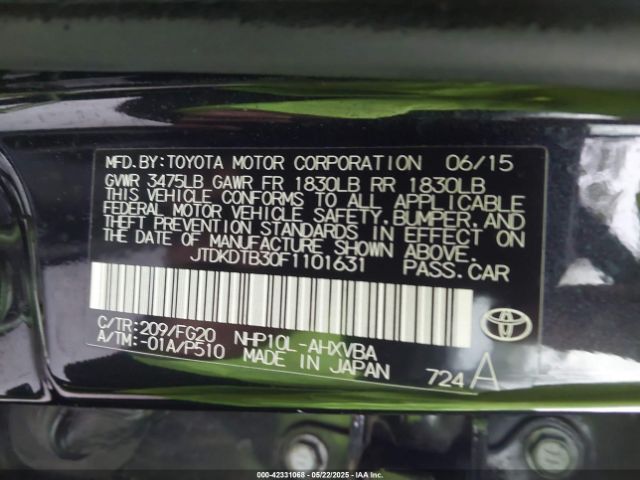 MFD.BY:TOYOTA MOTOR CORPORATION 06/15
GVWR 3475LB GAWR FR 1830LB RR 1830LB
THIS VEHICLE CONFORMS TO ALL APPLICABLE
FEDERAL MOTOR VEHICLE SAFETY, BUMPER, AND
THEFT PREVENTION STANDARDS IN EFFECT ON
THE DATE OF MANUFACTURE SHOWN ABOVE.
JTDKDTB30F1101631 PASS.CAR
C/TR:209/FG20 NHP10L-AHXVBA
A/TM:-01A/P510 MADE IN JAPAN 724A
000-42331068 - 05/22/2025 - IAAI.COM